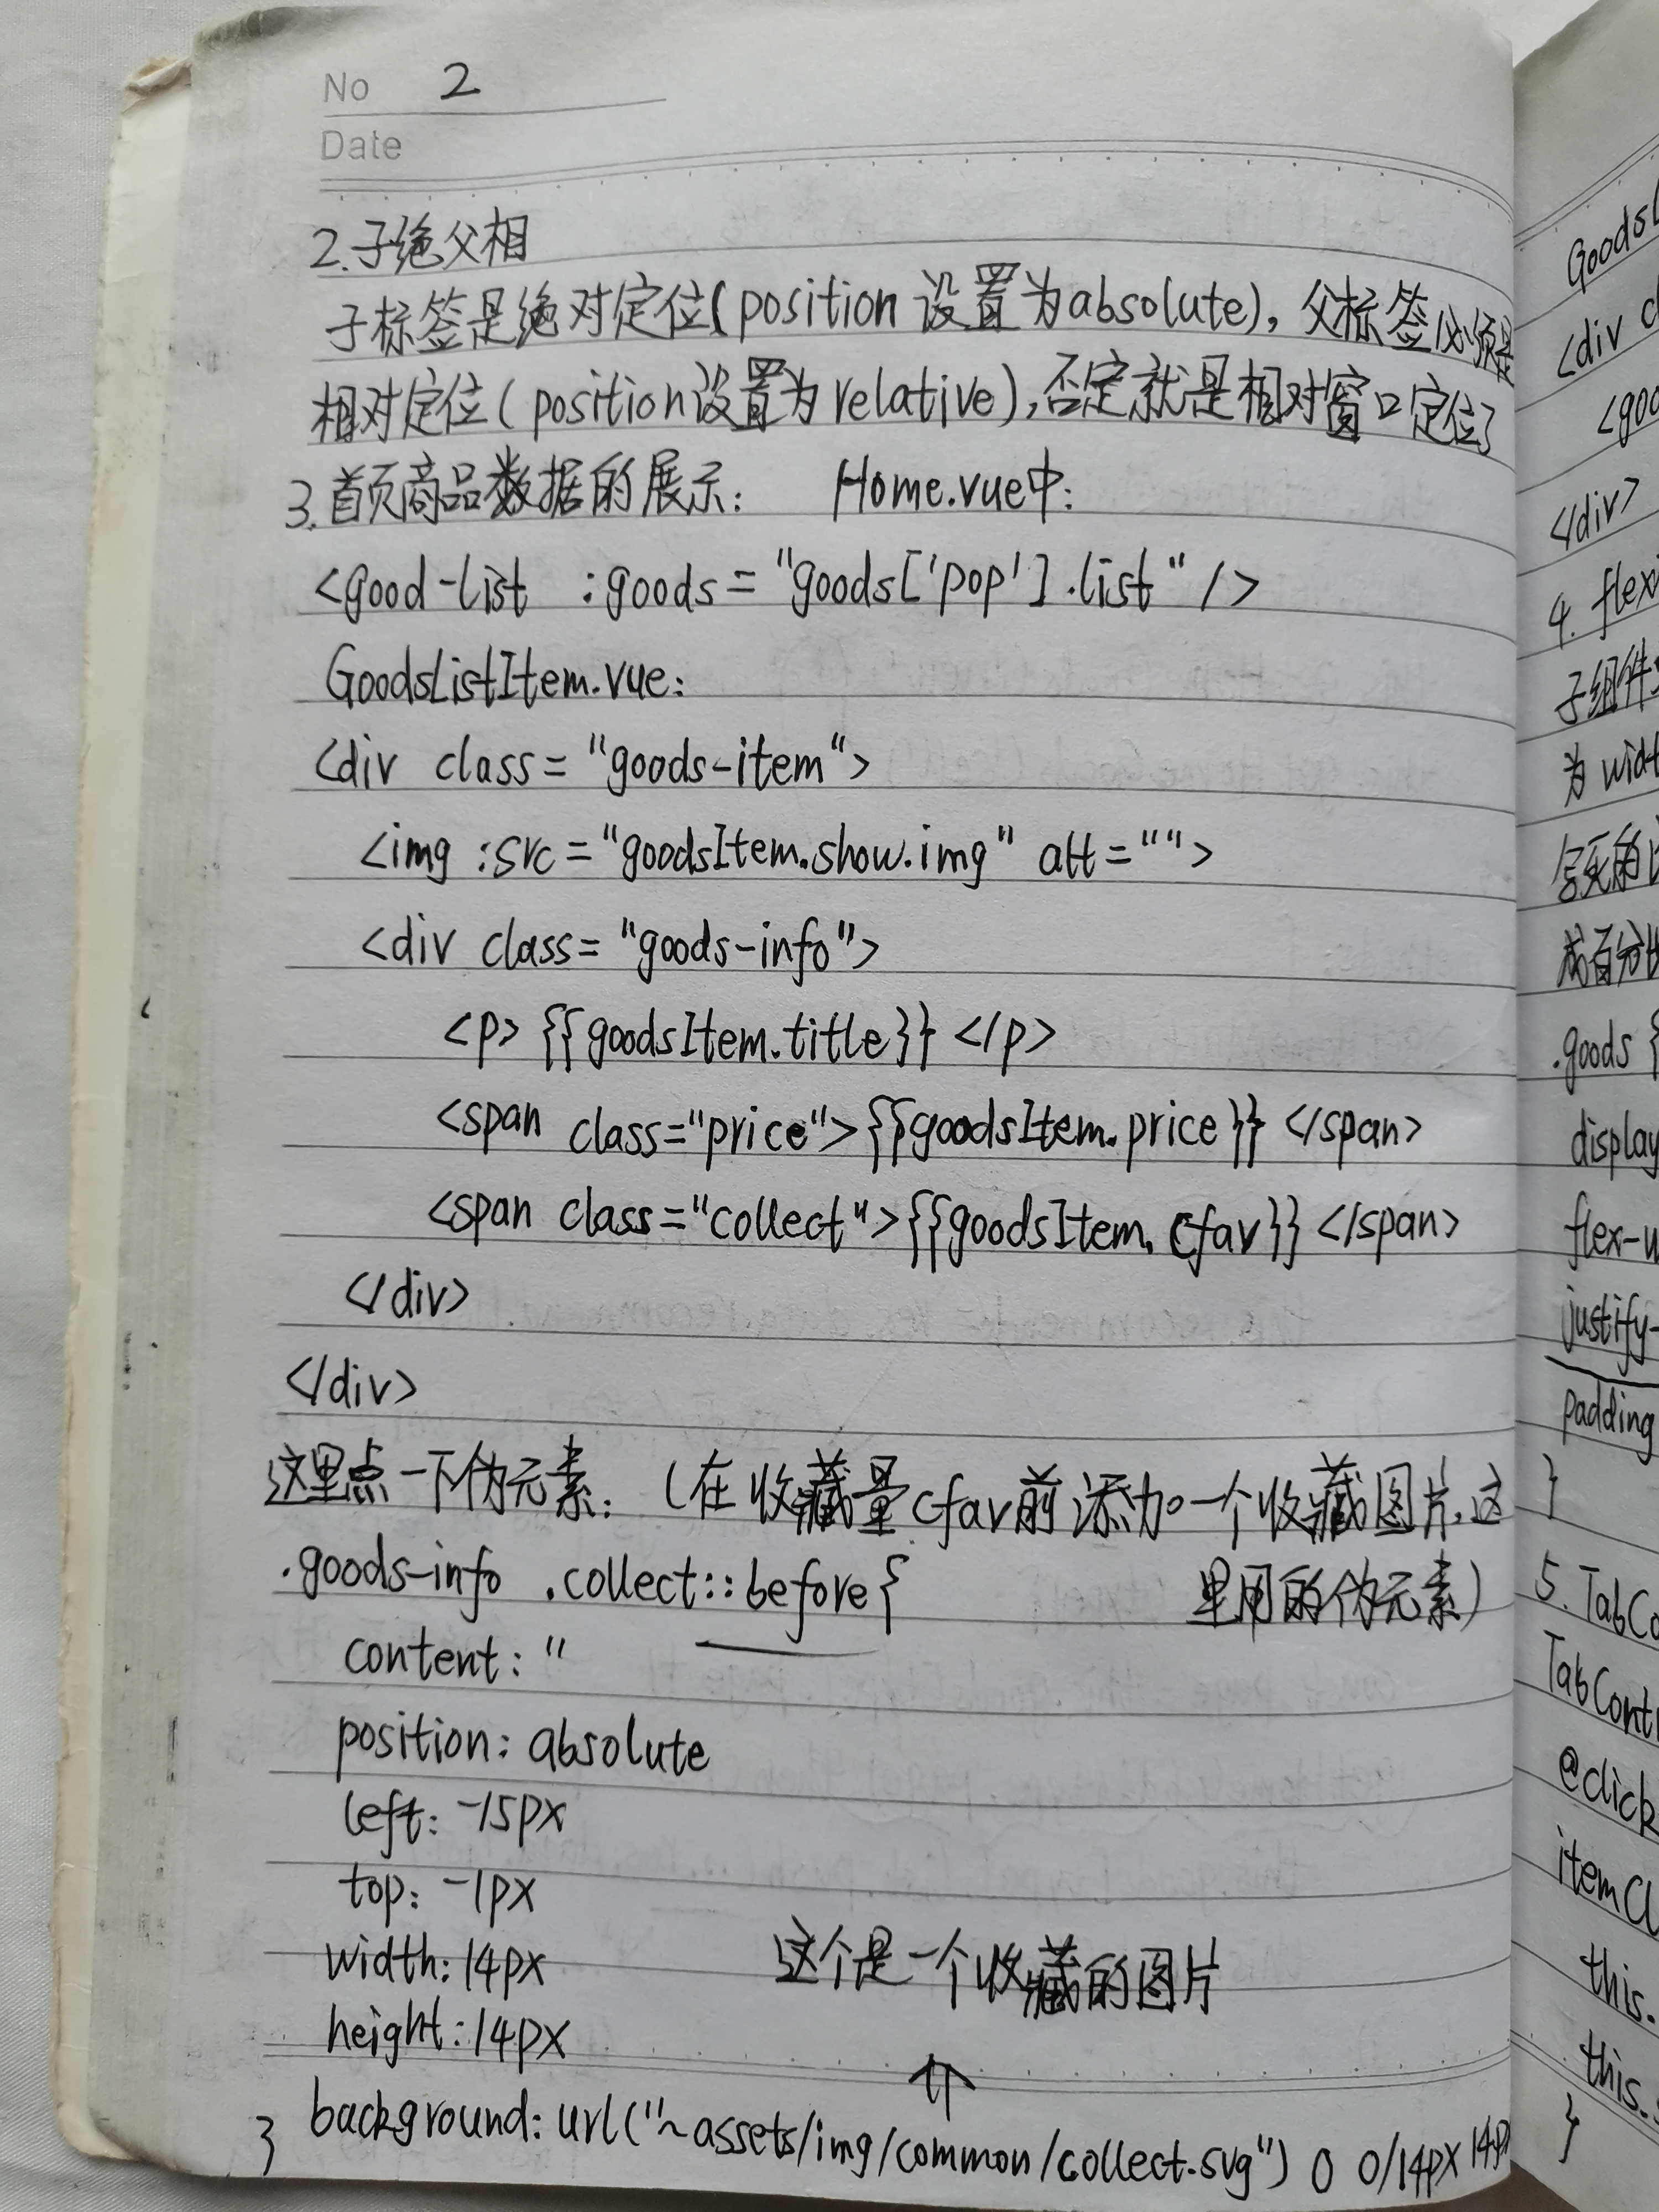 No 2
Date
2.子绝父相
子标签是绝对定位(position 设置为absolute),父标签必须是
相对定位(position设置为relative),否定就是相对窗口定位了
3.首页商品数据的展示: Home.vue中:
<good-list :goods="goods['pop'].list" />
GoodsListItem.vue:
<div class="goods-item">
<img :src="goodsItem.show.img" alt="">
<div class="goods-info">
<p>{{goodsItem.title}}</p>
<span class="price">{{goodsItem.price}}</span>
<span class="collect">{{goodsItem.cfav}}</span>
</div>
</div>
这里点一下伪元素:(在收藏量cfav前添加一个收藏图片,这
.goods-info .collect::before{ 里用的伪元素)
content: "
position: absolute
left: -15px
top: -1px
width: 14px 这个是一个收藏的图片
height: 14px
↑
background: url("~assets/img/common/collect.svg") 0 0/14px 14px
}
GoodsL
<div c
<goo
</div>
4. flex
子组件
为 widt
写死的
成百分比
.goods {
display
flex-w
justify-
padding
}
5. TabCo
TabCont
@click
itemCl
this.
this.
}